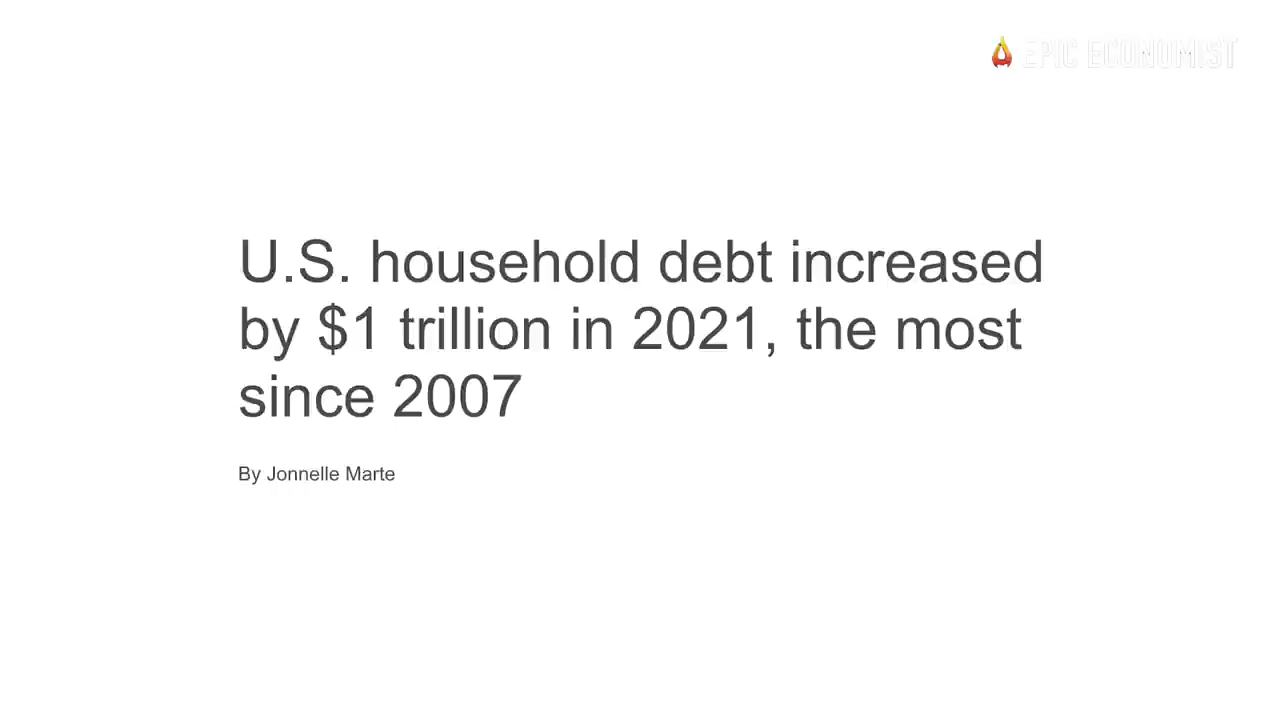 EPIC ECONOMIST
U.S. household debt increased
by $1 trillion in 2021, the most
since 2007
By Jonnelle Marte